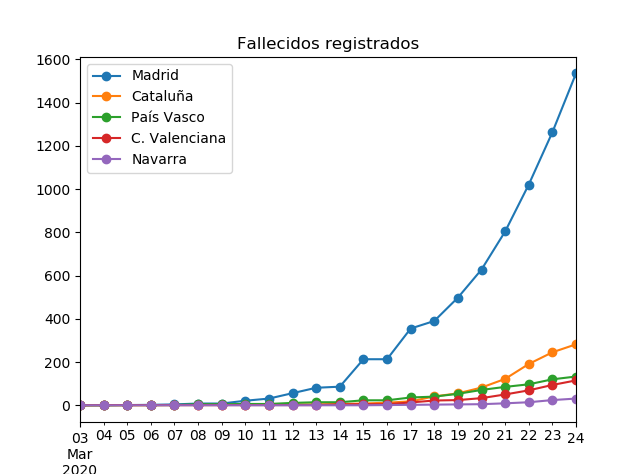 Fallecidos registrados
1600
1400
1200
1000
800
600
400
200
0
Madrid
Cataluña
País Vasco
C. Valenciana
Navarra
03 04 05 06 07 08 09 10 11 12 13 14 15 16 17 18 19 20 21 22 23 24
Mar
2020